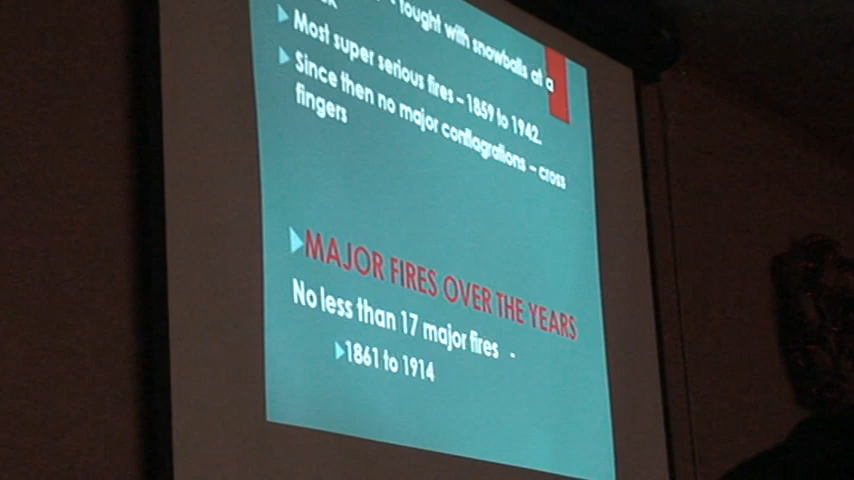 - fought with snowballs at a
Most super serious fires – 1859 to 1942.
Since then no major conflagrations – cross
fingers
MAJOR FIRES OVER THE YEARS
No less than 17 major fires -
1861 to 1914